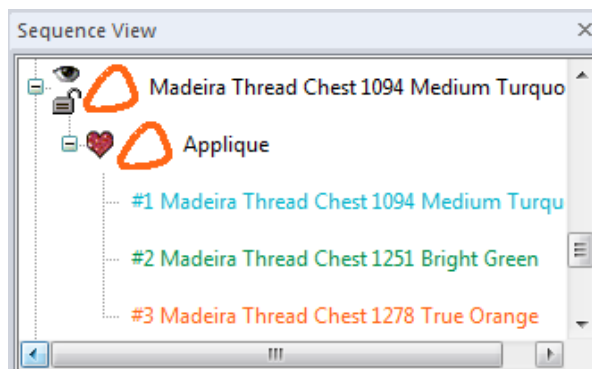 Sequence View
Madeira Thread Chest 1094 Medium Turquo
Applique
#1 Madeira Thread Chest 1094 Medium Turqu
#2 Madeira Thread Chest 1251 Bright Green
#3 Madeira Thread Chest 1278 True Orange